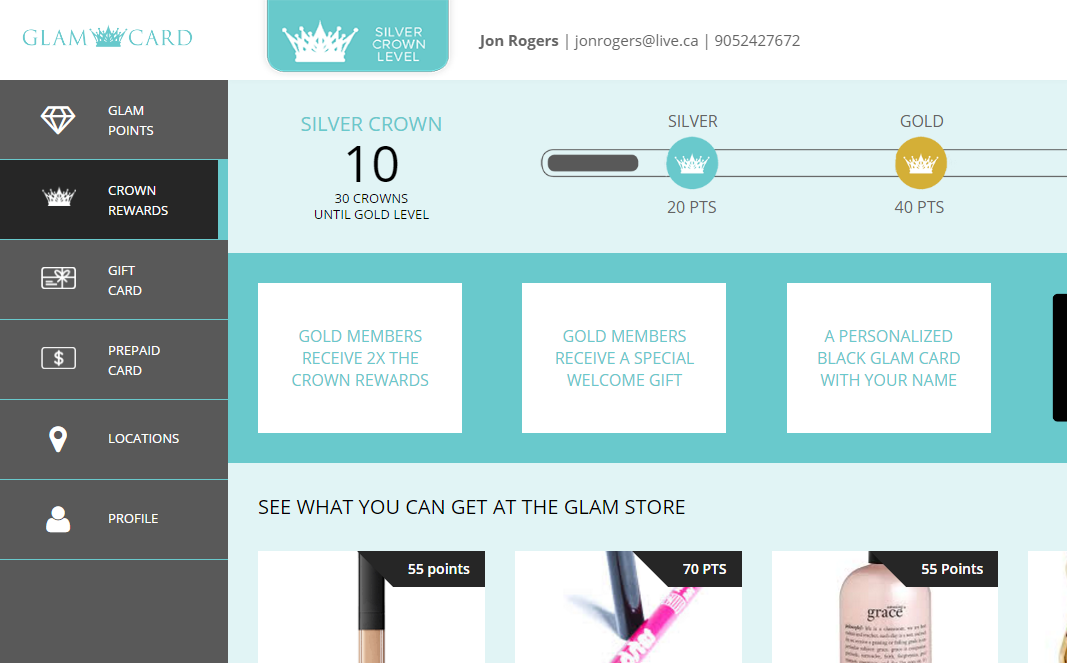 GLAM CARD
SILVER
CROWN
LEVEL
Jon Rogers | jonrogers@live.ca | 9052427672
GLAM
POINTS
CROWN
REWARDS
GIFT
CARD
$
PREPAID
CARD
LOCATIONS
PROFILE
SILVER CROWN
10
30 CROWNS
UNTIL GOLD LEVEL
SILVER
GOLD
20 PTS
40 PTS
GOLD MEMBERS
RECEIVE 2X THE
CROWN REWARDS
GOLD MEMBERS
RECEIVE A SPECIAL
WELCOME GIFT
A PERSONALIZED
BLACK GLAM CARD
WITH YOUR NAME
SEE WHAT YOU CAN GET AT THE GLAM STORE
55 points
70 PTS
55 Points
amazing
grace